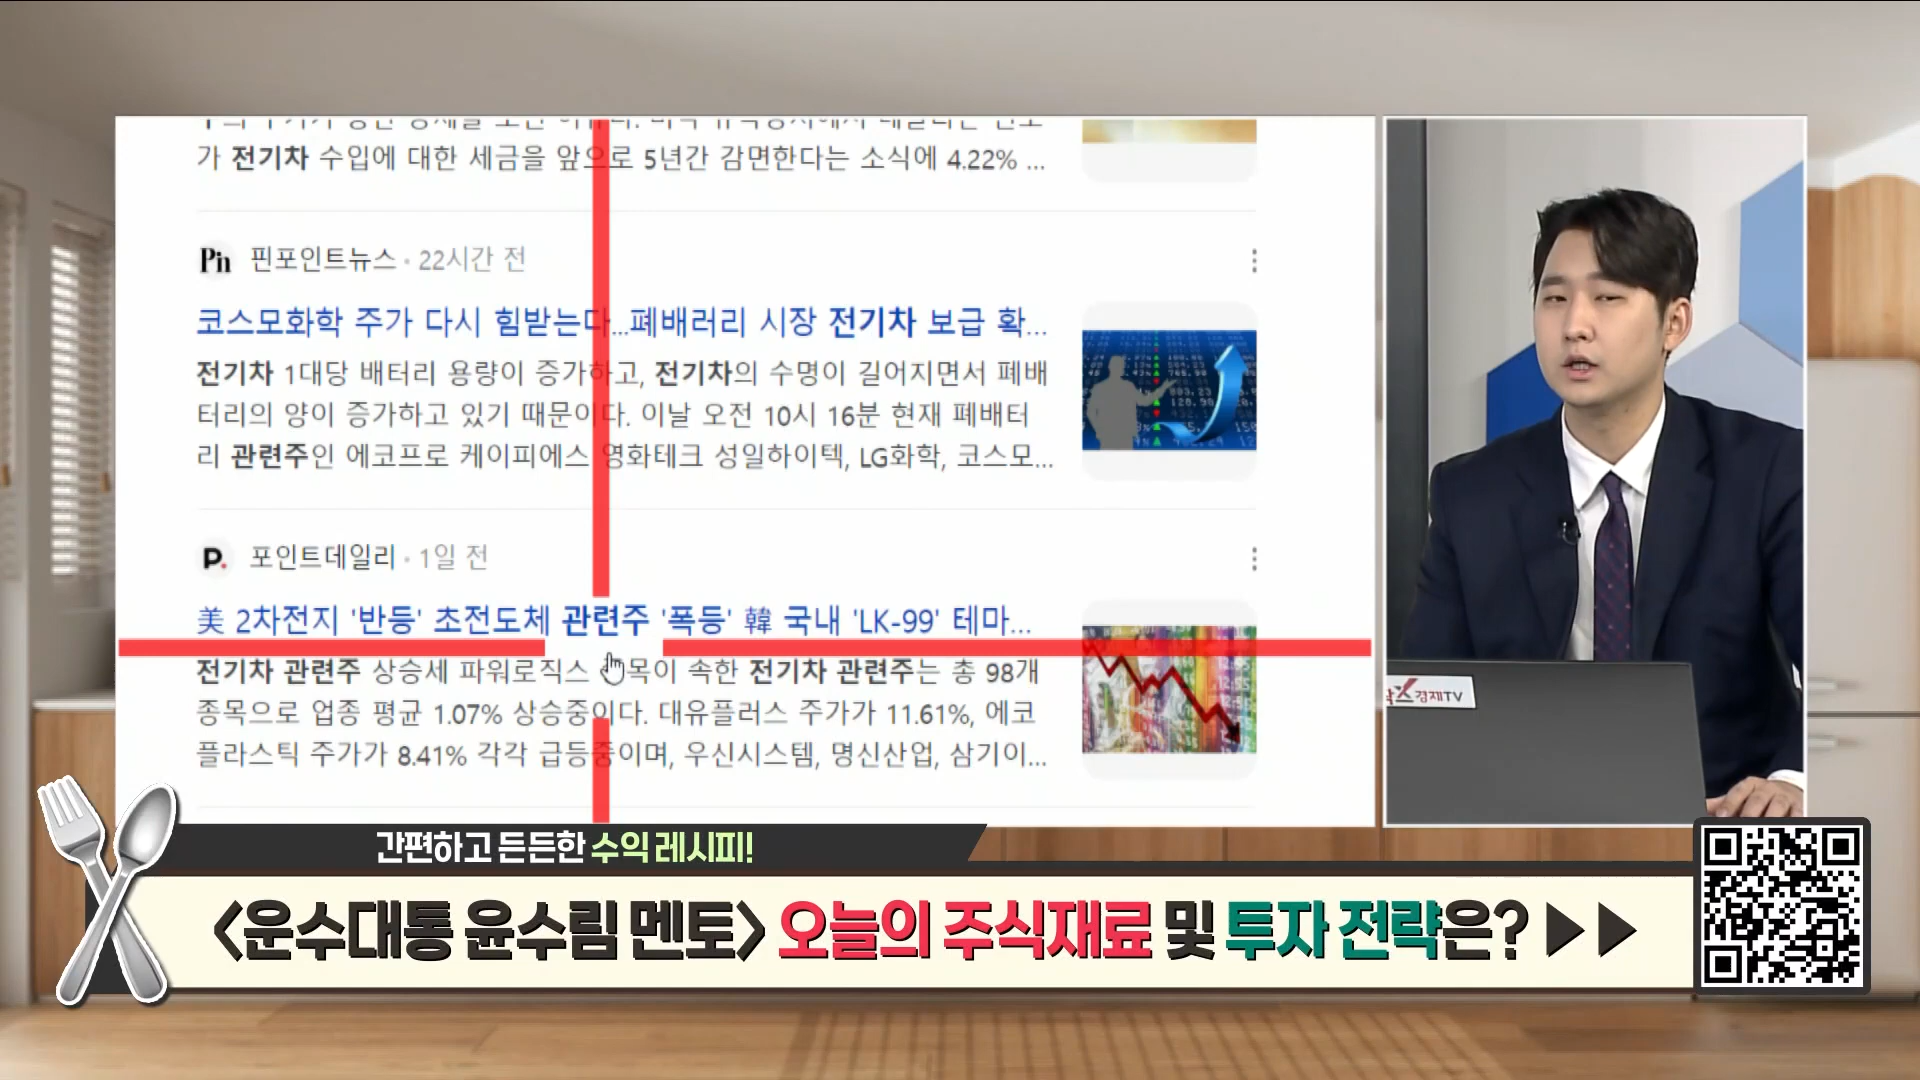 가 전기차 수입에 대한 세금을 앞으로 5년간 감면한다는 소식에 4.22% ...
Pin 핀포인트뉴스 · 22시간 전
코스모화학 주가 다시 힘받는다...폐배러리 시장 전기차 보급 확...
전기차 1대당 배터리 용량이 증가하고, 전기차의 수명이 길어지면서 폐배
터리의 양이 증가하고 있기 때문이다. 이날 오전 10시 16분 현재 폐배터
리 관련주인 에코프로 케이피에스 영화테크 성일하이텍, LG화학, 코스모...
P. 포인트데일리 · 1일 전
美 2차전지 '반등' 초전도체 관련주 '폭등' 韓 국내 'LK-99' 테마...
전기차 관련주 상승세 파워로직스 목이 속한 전기차 관련주는 총 98개
종목으로 업종 평균 1.07% 상승중이다. 대유플러스 주가가 11.61%, 에코
플라스틱 주가가 8.41% 각각 급등중이며, 우신시스템, 명신산업, 삼기이...
경제TV
간편하고 든든한 수익 레시피!
<운수대통 윤수림 멘토> 오늘의 주식재료 및 투자 전략은?